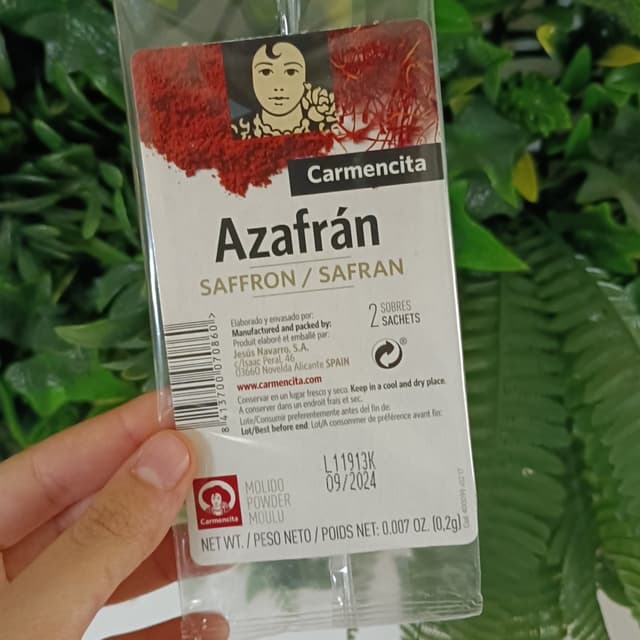 Carmencita
Azafrán
SAFFRON / SAFRAN
Elaborado y envasado por:
Manufactured and packed by:
Produit elaboré et emballé par:
Jesús Navarro, S.A.
c/Isaac Peral, 46
03660 Novelda Alicante SPAIN
www.carmencita.com
2 SOBRES
SACHETS
Conservar en un lugar fresco y seco. Keep in a cool and dry place.
A conserver dans un endroit frais et sec.
Lote/Consumir preferentemente antes del fin de:
Lot/Best before end: Lot/A consommer de préférence avant fin:
8 413700 070860 >
L11913K
09/2024
Carmencita
MOLIDO
POWDER
MOULU
NET WT. / PESO NETO / POIDS NET: 0.007 OZ. (0,2g)